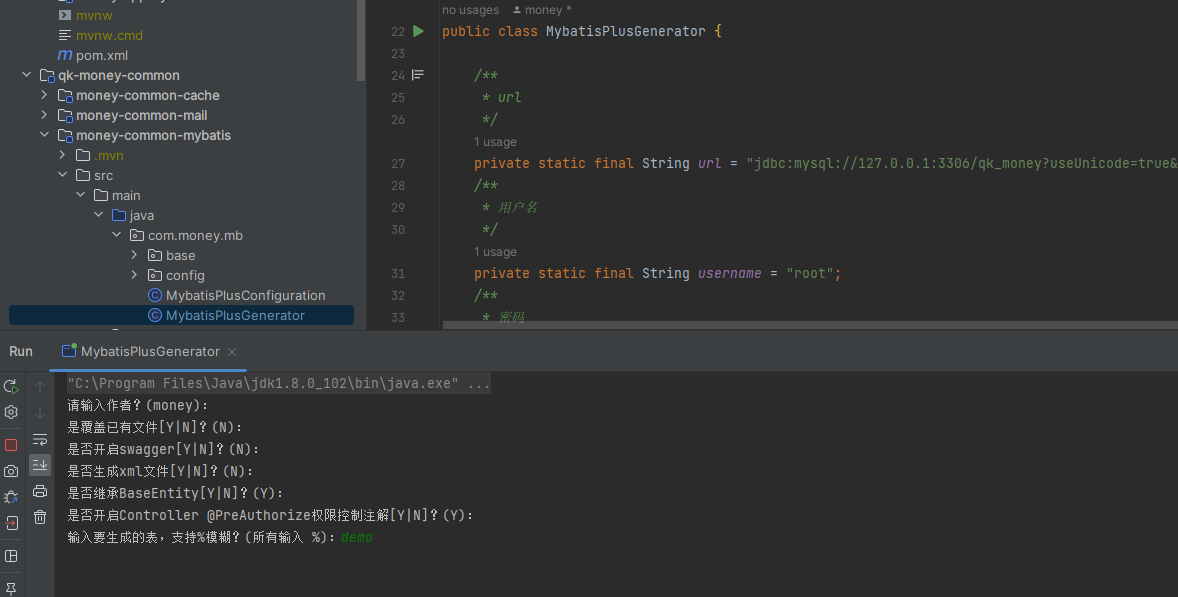 mvnw
mvnw.cmd
pom.xml
qk-money-common
money-common-cache
money-common-mail
money-common-mybatis
.mvn
src
main
java
com.money.mb
base
config
MybatisPlusConfiguration
MybatisPlusGenerator
no usages money *
22 public class MybatisPlusGenerator {
23
24 /**
25 * url
26 */
1 usage
27 private static final String url = "jdbc:mysql://127.0.0.1:3306/qk_money?useUnicode=true&
28 /**
29 * 用户名
30 */
1 usage
31 private static final String username = "root";
32 /**
33 * 密码
Run MybatisPlusGenerator
"C:\Program Files\Java\jdk1.8.0_102\bin\java.exe" ...
请输入作者？(money):
是覆盖已有文件[Y|N]？(N):
是否开启swagger[Y|N]？(N):
是否生成xml文件[Y|N]？(N):
是否继承BaseEntity[Y|N]？(Y):
是否开启Controller @PreAuthorize权限控制注解[Y|N]？(Y):
输入要生成的表，支持%模糊？(所有输入 %)：demo